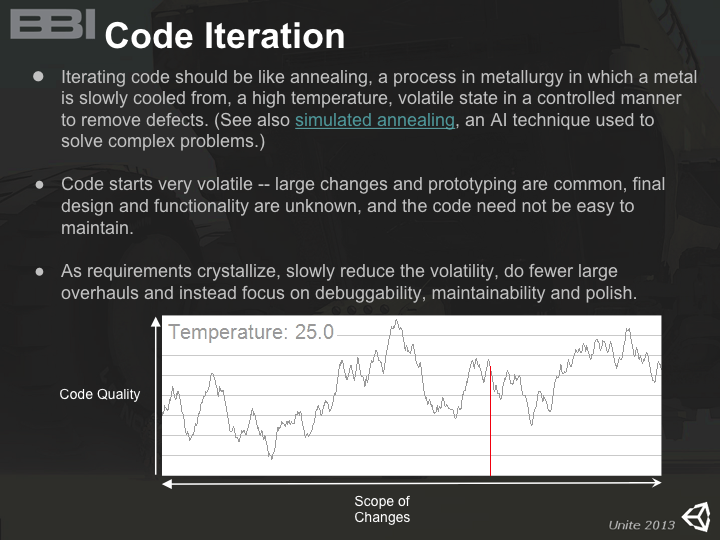 BBI
Code Iteration
● Iterating code should be like annealing, a process in metallurgy in which a metal
is slowly cooled from, a high temperature, volatile state in a controlled manner
to remove defects. (See also simulated annealing, an AI technique used to
solve complex problems.)
● Code starts very volatile -- large changes and prototyping are common, final
design and functionality are unknown, and the code need not be easy to
maintain.
● As requirements crystallize, slowly reduce the volatility, do fewer large
overhauls and instead focus on debuggability, maintainability and polish.
Temperature: 25.0
Code Quality
Scope of
Changes
Unite 2013